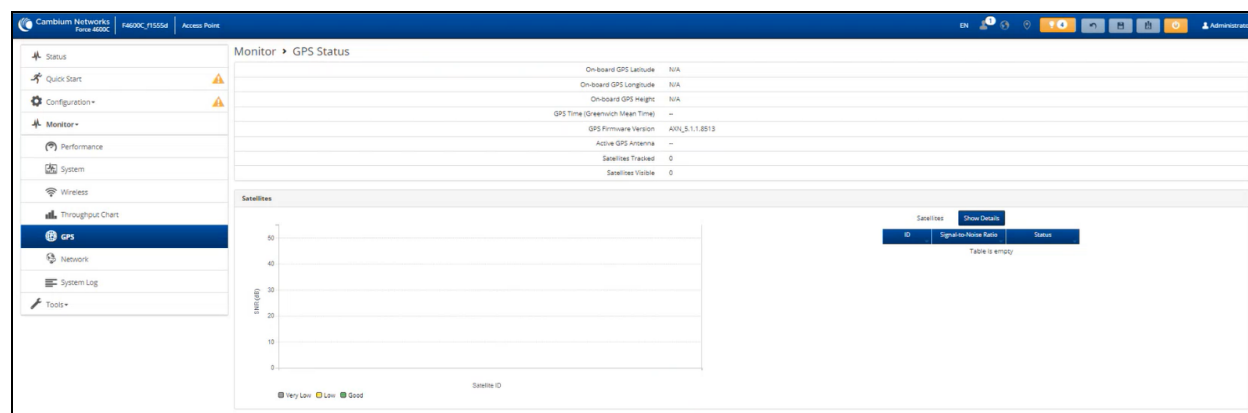 Cambium Networks
Force 4600C
F4600C_f1555d
Access Point
EN
1
4
Administrato
Status
Quick Start
Configuration
Monitor
Performance
System
Wireless
Throughput Chart
GPS
Network
System Log
Tools
Monitor > GPS Status
On-board GPS Latitude N/A
On-board GPS Longitude N/A
On-board GPS Height N/A
GPS Time (Greenwich Mean Time) --
GPS Firmware Version AXN_5.1.1.8513
Active GPS Antenna --
Satellites Tracked 0
Satellites Visible 0
Satellites
50
40
30
20
10
0
SNR (dB)
Satellite ID
Very Low Low Good
Satellites Show Details
ID Signal-to-Noise Ratio Status
Table is empty